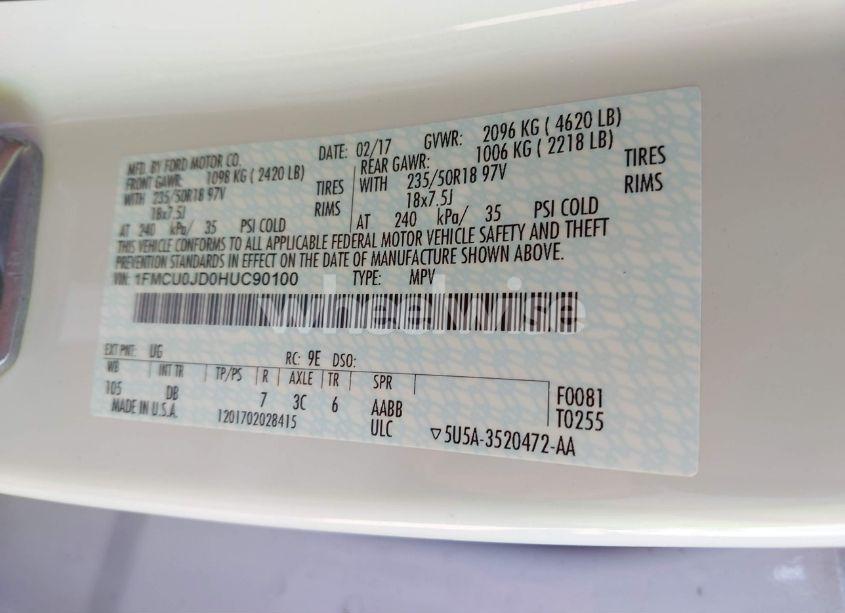 MFD. BY FORD MOTOR CO.
DATE: 02/17 GVWR: 2096 KG ( 4620 LB)
FRONT GAWR: 1098 KG ( 2420 LB)
REAR GAWR: 1006 KG ( 2218 LB)
WITH 235/50R18 97V TIRES
WITH 235/50R18 97V TIRES
18x7.5J RIMS
18x7.5J RIMS
AT 240 kPa/ 35 PSI COLD
AT 240 kPa/ 35 PSI COLD
THIS VEHICLE CONFORMS TO ALL APPLICABLE FEDERAL MOTOR VEHICLE SAFETY AND THEFT
PREVENTION STANDARDS IN EFFECT ON THE DATE OF MANUFACTURE SHOWN ABOVE.
VIN: 1FMCU0JD0HUC90100 TYPE: MPV
Wheelwise
EXT PNT: UG RC: 9E DSO:
WB INT TR TP/PS R AXLE TR SPR
105 DB 7 3C 6 AABB F0081
MADE IN U.S.A. 1201702028415 ULC T0255
▽5U5A-3520472-AA